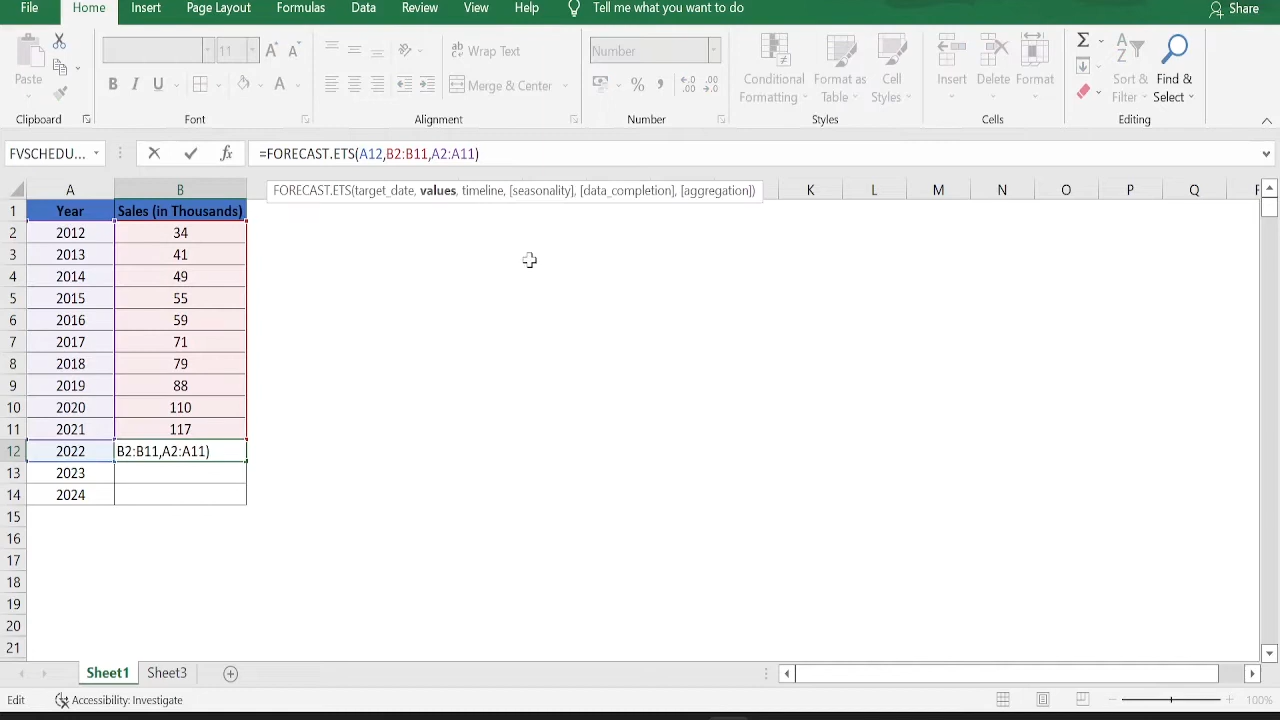 File Home Insert Page Layout Formulas Data View Help Tell me what you want to do Share
11 A A Wrap Text Number
Paste B I U A Merge & Center % , Conditional Formatting Format as Table Cell Styles Insert Delete Format Sort & Filter Find & Select
Clipboard Font Alignment Number Styles Cells Editing
FVSCHEDU... fx =FORECAST.ETS(A12,B2:B11,A2:A11)
FORECAST.ETS(target_date, values, timeline, [seasonality], [data_completion], [aggregation])
A B K L M N O P Q
1 Year Sales (in Thousands)
2 2012 34
3 2013 41
4 2014 49
5 2015 55
6 2016 59
7 2017 71
8 2018 79
9 2019 88
10 2020 110
11 2021 117
12 2022 B2:B11,A2:A11)
13 2023
14 2024
15
16
17
18
19
20
21
Sheet1 Sheet3
Edit Accessibility: Investigate 100%